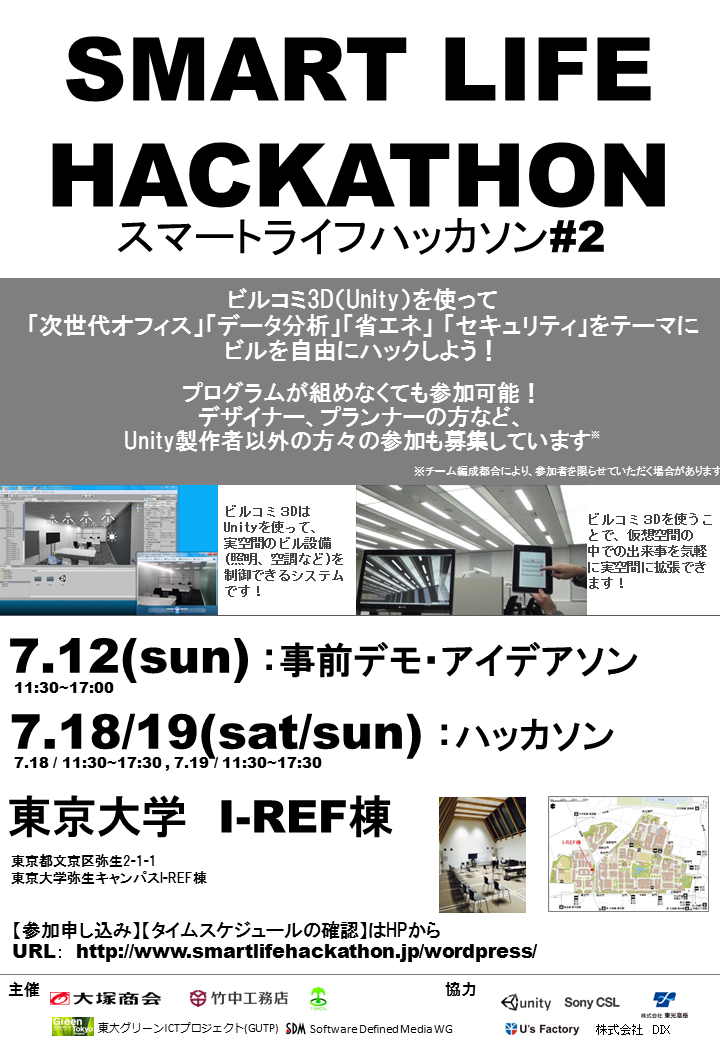 SMART LIFE
HACKATHON
スマートライフハッカソン#2
ビルコミ3D(Unity)を使って
「次世代オフィス」「データ分析」「省エネ」「セキュリティ」をテーマに
ビルを自由にハックしよう！
プログラムが組めなくても参加可能！
デザイナー、プランナーの方など、
Unity製作者以外の方々の参加も募集しています※
※チーム編成都合により、参加者を限らせていただく場合があります
ビルコミ3Dは
Unityを使って、
実空間のビル設備
(照明、空調など)を
制御できるシステム
です！
ビルコミ3Dを使うこ
とで、仮想空間の
中での出来事を気軽
に実空間に拡張でき
ます！
7.12(sun)：事前デモ・アイデアソン
11:30~17:00
7.18/19(sat/sun)：ハッカソン
7.18 / 11:30~17:30 , 7.19 / 11:30~17:30
東京大学 I-REF棟
東京都文京区弥生2-1-1
東京大学弥生キャンパスI-REF棟
I-REF棟
【参加申し込み】【タイムスケジュールの確認】はHPから
URL： http://www.smartlifehackathon.jp/wordpress/
主催
大塚商会
竹中工務店
協力
unity
Sony CSL
株式会社 東光高岳
Green Tokyo
東大グリーンICTプロジェクト(GUTP)
SDM Software Defined Media WG
U's Factory
株式会社 DIX